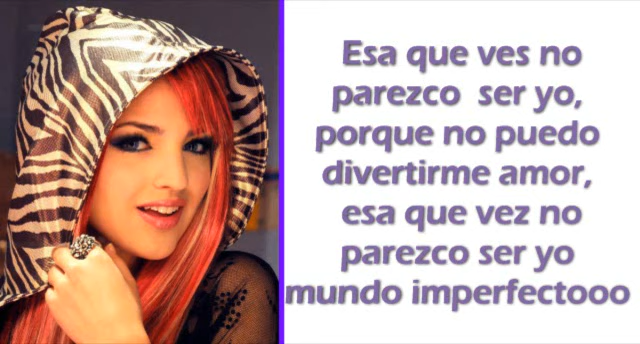 Esa que ves no
parezco ser yo,
porque no puedo
divertirme amor,
esa que vez no
parezco ser yo
mundo imperfectooo